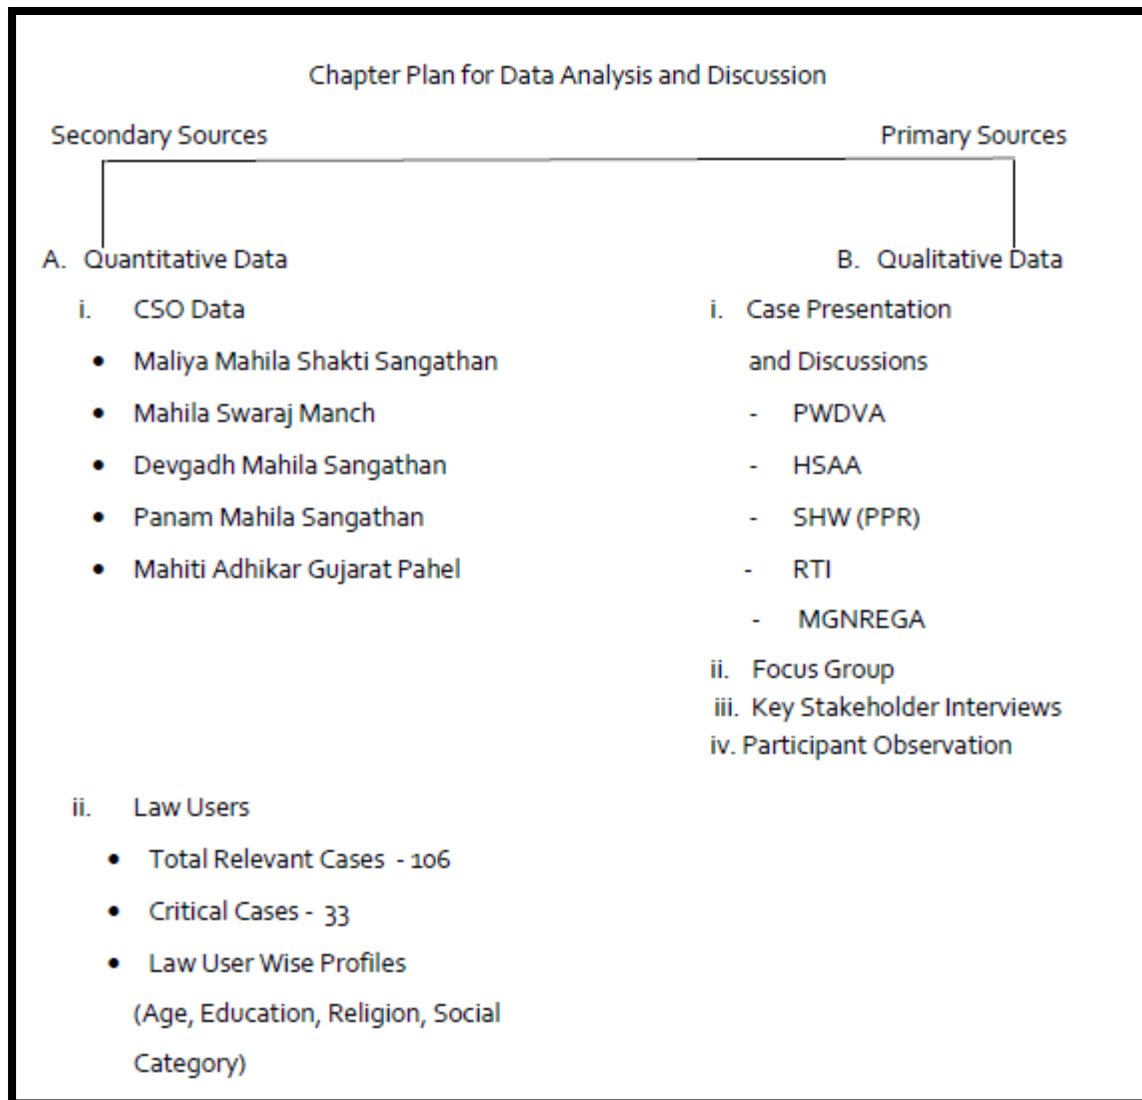 Chapter Plan for Data Analysis and Discussion
Secondary Sources
Primary Sources
A. Quantitative Data
i. CSO Data
• Maliya Mahila Shakti Sangathan
• Mahila Swaraj Manch
• Devgadh Mahila Sangathan
• Panam Mahila Sangathan
• Mahiti Adhikar Gujarat Pahel
B. Qualitative Data
i. Case Presentation
and Discussions
- PWDVA
- HSAA
- SHW (PPR)
- RTI
- MGNREGA
ii. Focus Group
iii. Key Stakeholder Interviews
iv. Participant Observation
ii. Law Users
• Total Relevant Cases - 106
• Critical Cases - 33
• Law User Wise Profiles
(Age, Education, Religion, Social
Category)